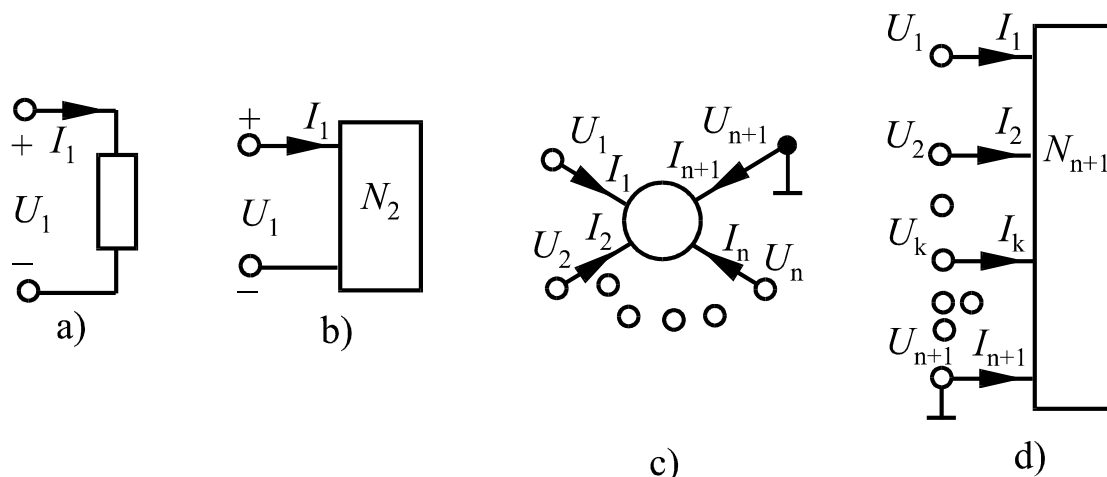 +
I₁
U₁
−
a)
+
I₁
U₁
N₂
−
b)
U₁
I₁
Uₙ₊₁
Iₙ₊₁
U₂
I₂
Iₙ
Uₙ
c)
U₁
I₁
U₂
I₂
Nₙ₊₁
Uₖ
Iₖ
Uₙ₊₁
Iₙ₊₁
d)